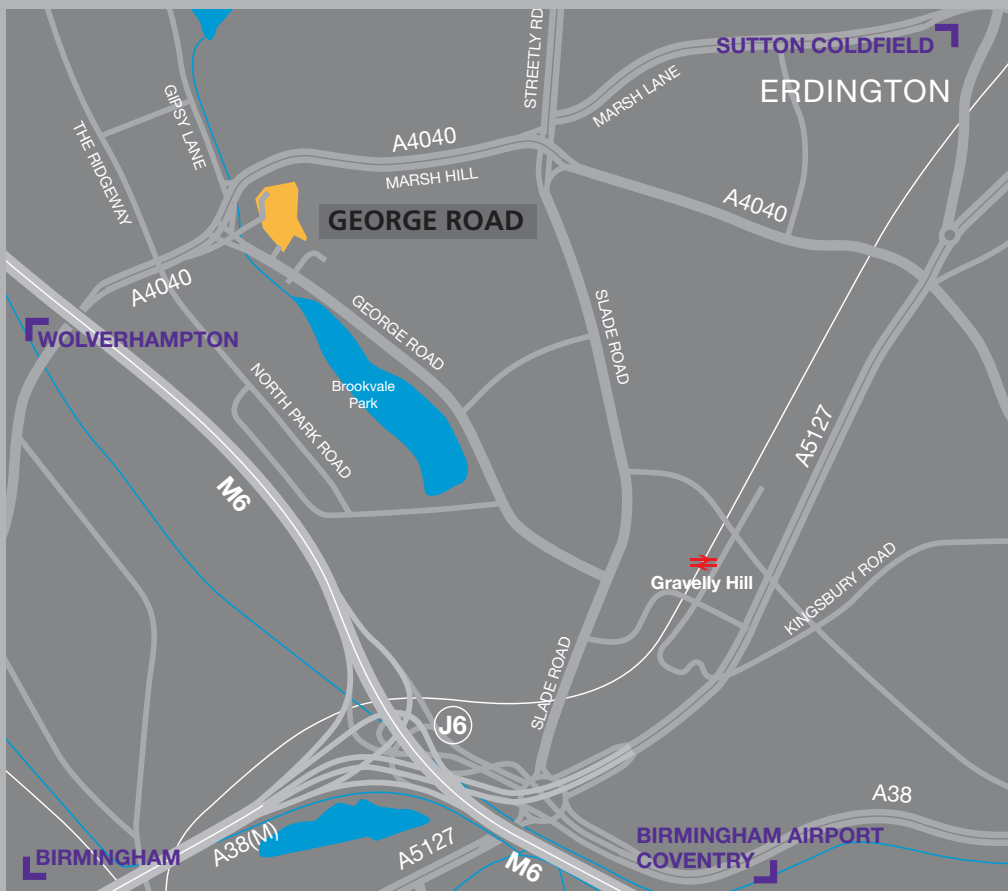 SUTTON COLDFIELD
ERDINGTON
STREETLY RD
MARSH LANE
GIPSY LANE
THE RIDGEWAY
A4040
MARSH HILL
GEORGE ROAD
A4040
A4040
WOLVERHAMPTON
GEORGE ROAD
SLADE ROAD
Brookvale
Park
NORTH PARK ROAD
A5127
M6
Gravelly Hill
KINGSBURY ROAD
SLADE ROAD
J6
A38
A38(M)
A5127
M6
BIRMINGHAM
BIRMINGHAM AIRPORT
COVENTRY